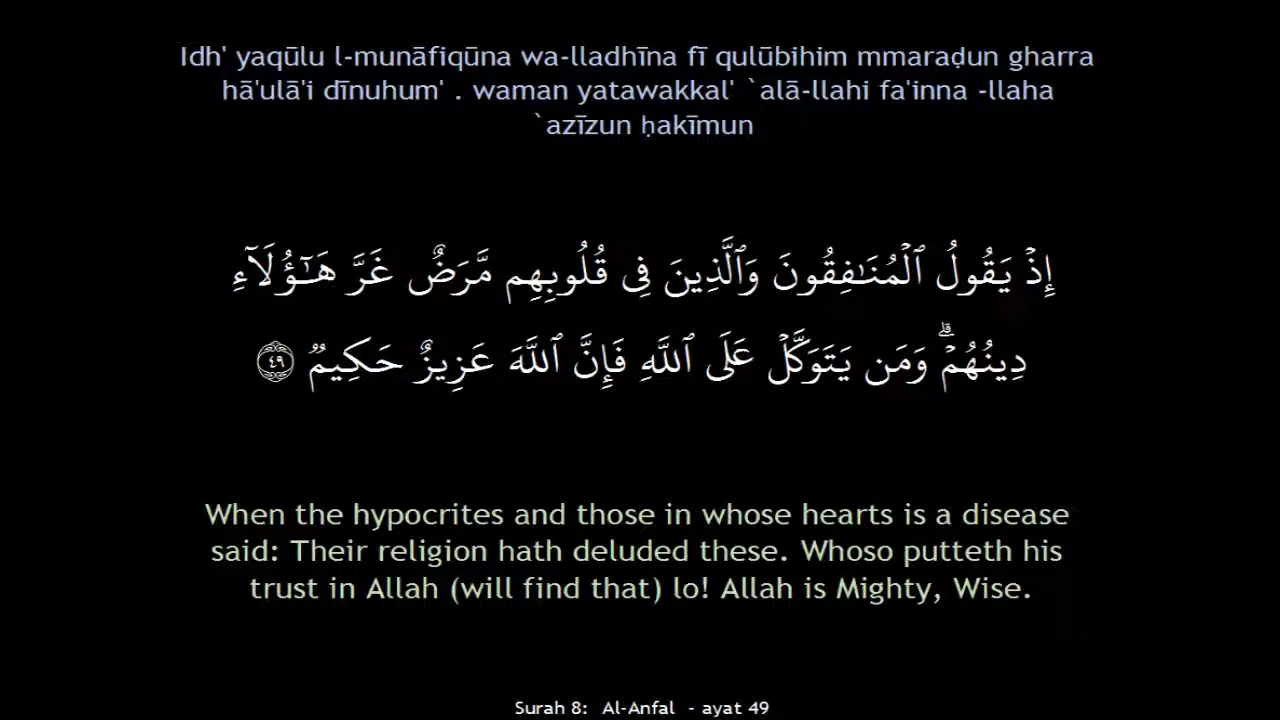 Idh' yaqūlu l-munāfiqūna wa-lladhīna fī qulūbihim mmaraḍun gharra
hā'ulā'i dīnuhum' . waman yatawakkal' `alā-llahi fa'inna -llaha
`azīzun ḥakīmun
إِذۡ يَقُولُ ٱلۡمُنَـٰفِقُونَ وَٱلَّذِينَ فِى قُلُوبِهِم مَّرَضٌ غَرَّ هَـٰٓؤُلَآءِ
دِينُهُمۡ‌ۗ وَمَن يَتَوَكَّلۡ عَلَى ٱللَّهِ فَإِنَّ ٱللَّهَ عَزِيزٌ حَكِيمٌ ۝٤٩
When the hypocrites and those in whose hearts is a disease
said: Their religion hath deluded these. Whoso putteth his
trust in Allah (will find that) lo! Allah is Mighty, Wise.
Surah 8: Al-Anfal - ayat 49